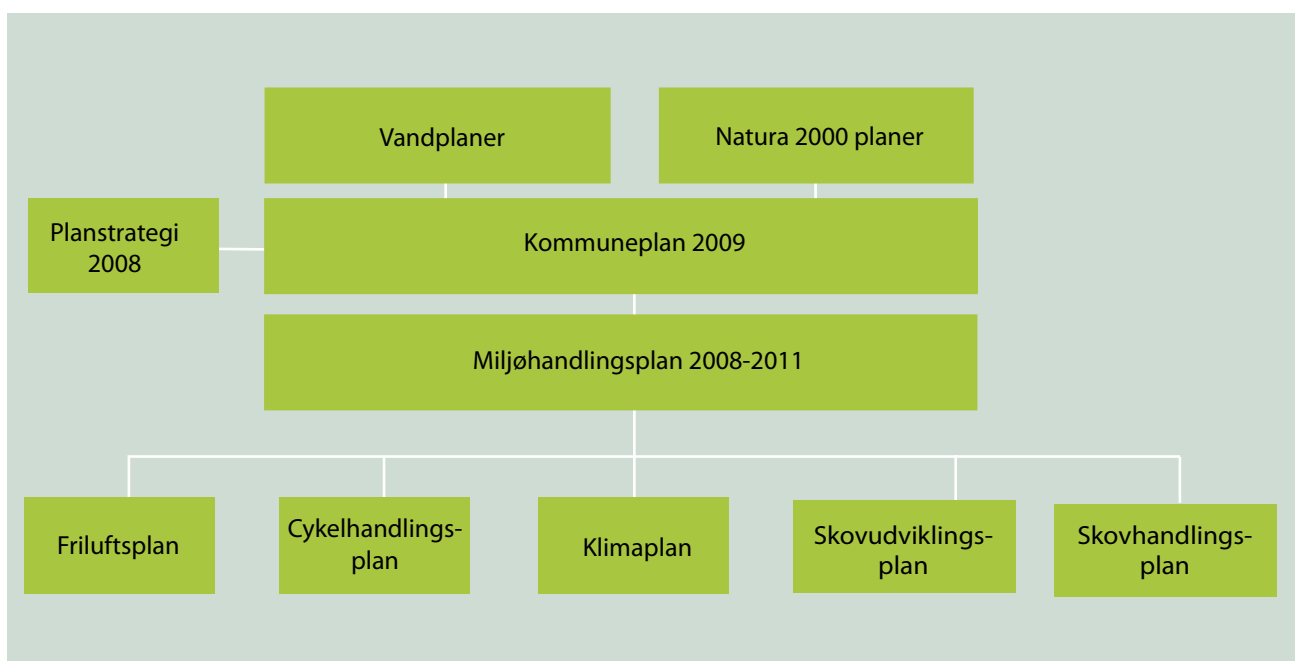 Vandplaner
Natura 2000 planer
Planstrategi
2008
Kommuneplan 2009
Miljøhandlingsplan 2008-2011
Friluftsplan
Cykelhandlings-
plan
Klimaplan
Skovudviklings-
plan
Skovhandlings-
plan